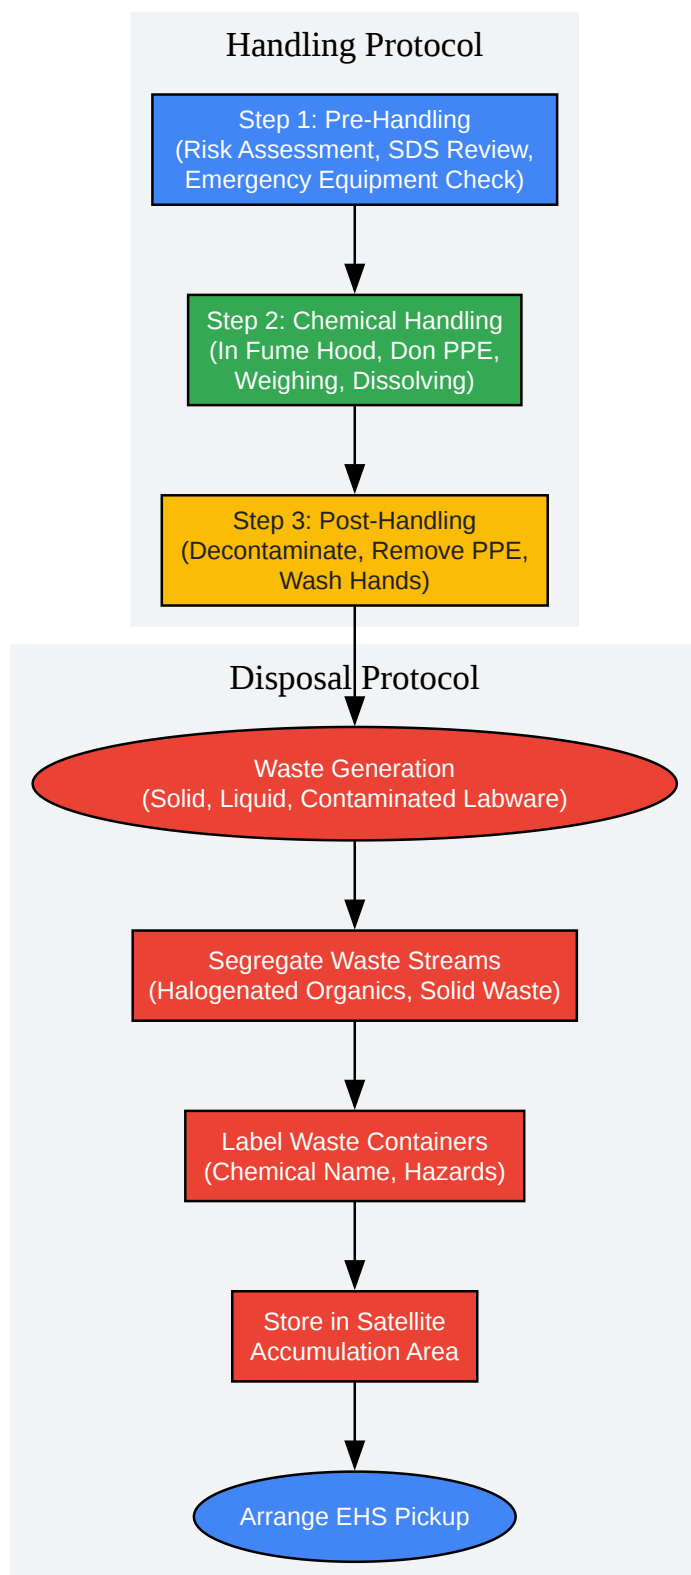 Handling Protocol
Step 1: Pre-Handling
(Risk Assessment, SDS Review,
Emergency Equipment Check)
Step 2: Chemical Handling
(In Fume Hood, Don PPE,
Weighing, Dissolving)
Step 3: Post-Handling
(Decontaminate, Remove PPE,
Wash Hands)
Disposal Protocol
Waste Generation
(Solid, Liquid, Contaminated Labware)
Segregate Waste Streams
(Halogenated Organics, Solid Waste)
Label Waste Containers
(Chemical Name, Hazards)
Store in Satellite
Accumulation Area
Arrange EHS Pickup